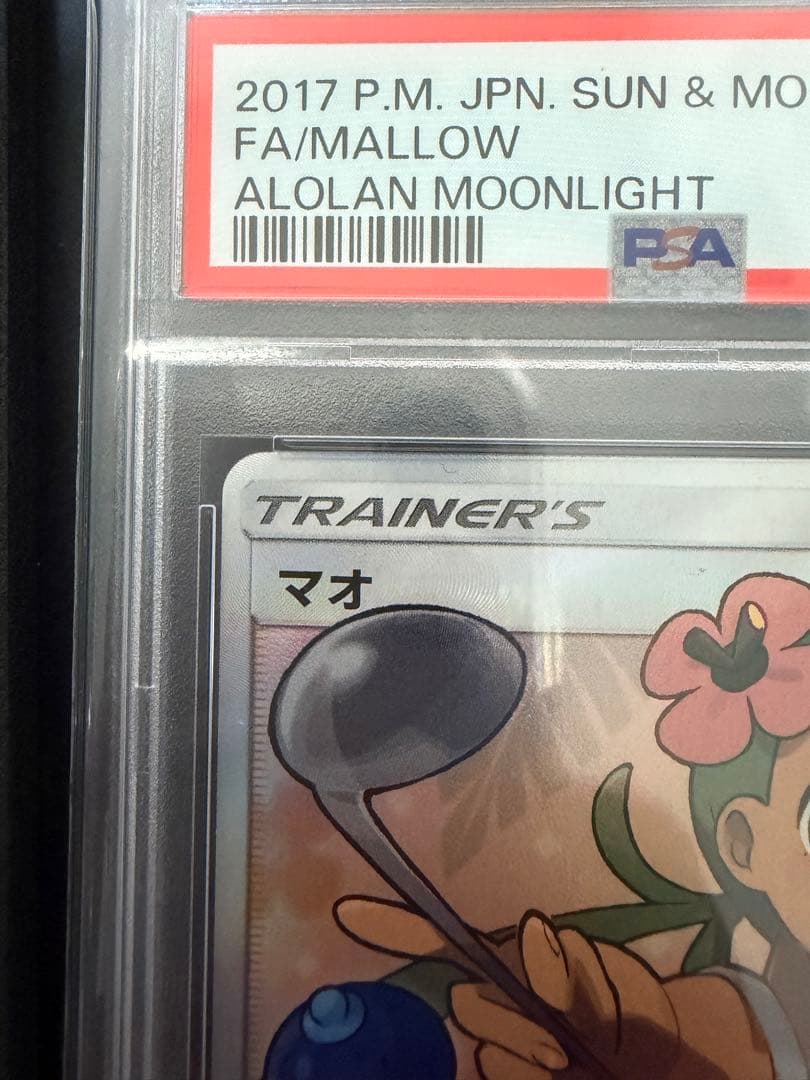 2017 P.M. JPN. SUN & MO
FA/MALLOW
ALOLAN MOONLIGHT
PSA
TRAINER'S
マオ